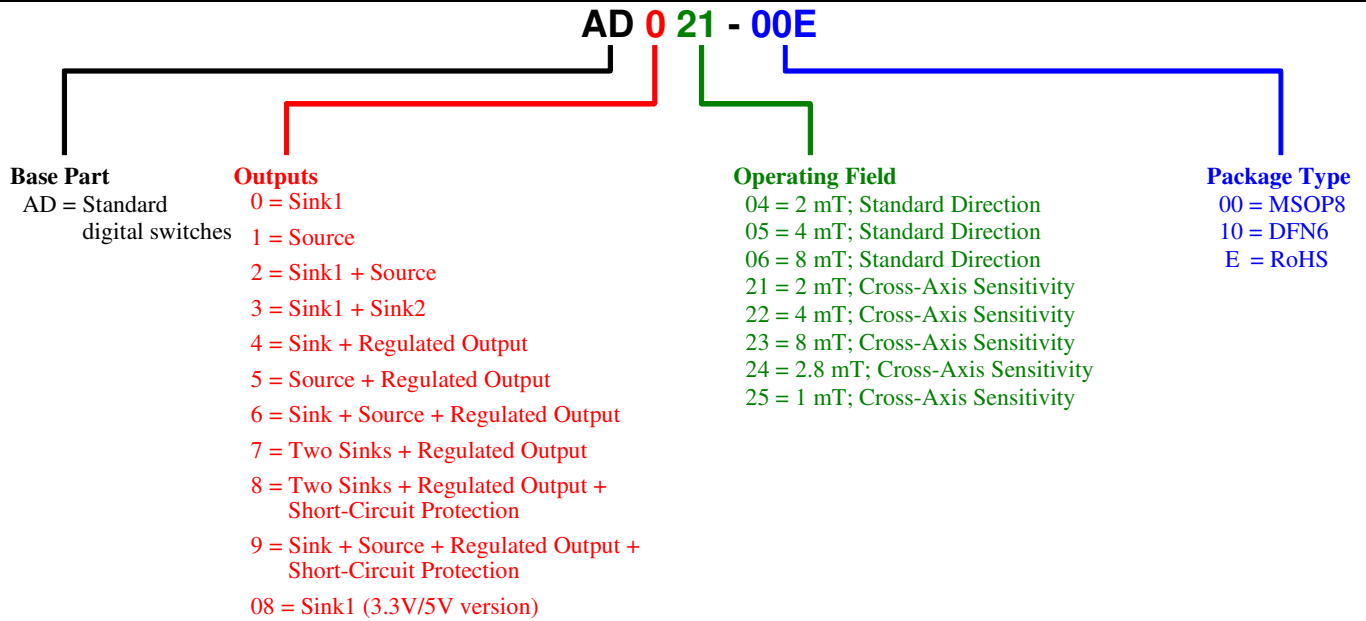 AD 0 21 - 00E
Base Part
AD = Standard
digital switches
Outputs
0 = Sink1
1 = Source
2 = Sink1 + Source
3 = Sink1 + Sink2
4 = Sink + Regulated Output
5 = Source + Regulated Output
6 = Sink + Source + Regulated Output
7 = Two Sinks + Regulated Output
8 = Two Sinks + Regulated Output +
Short-Circuit Protection
9 = Sink + Source + Regulated Output +
Short-Circuit Protection
08 = Sink1 (3.3V/5V version)
Operating Field
04 = 2 mT; Standard Direction
05 = 4 mT; Standard Direction
06 = 8 mT; Standard Direction
21 = 2 mT; Cross-Axis Sensitivity
22 = 4 mT; Cross-Axis Sensitivity
23 = 8 mT; Cross-Axis Sensitivity
24 = 2.8 mT; Cross-Axis Sensitivity
25 = 1 mT; Cross-Axis Sensitivity
Package Type
00 = MSOP8
10 = DFN6
E = RoHS